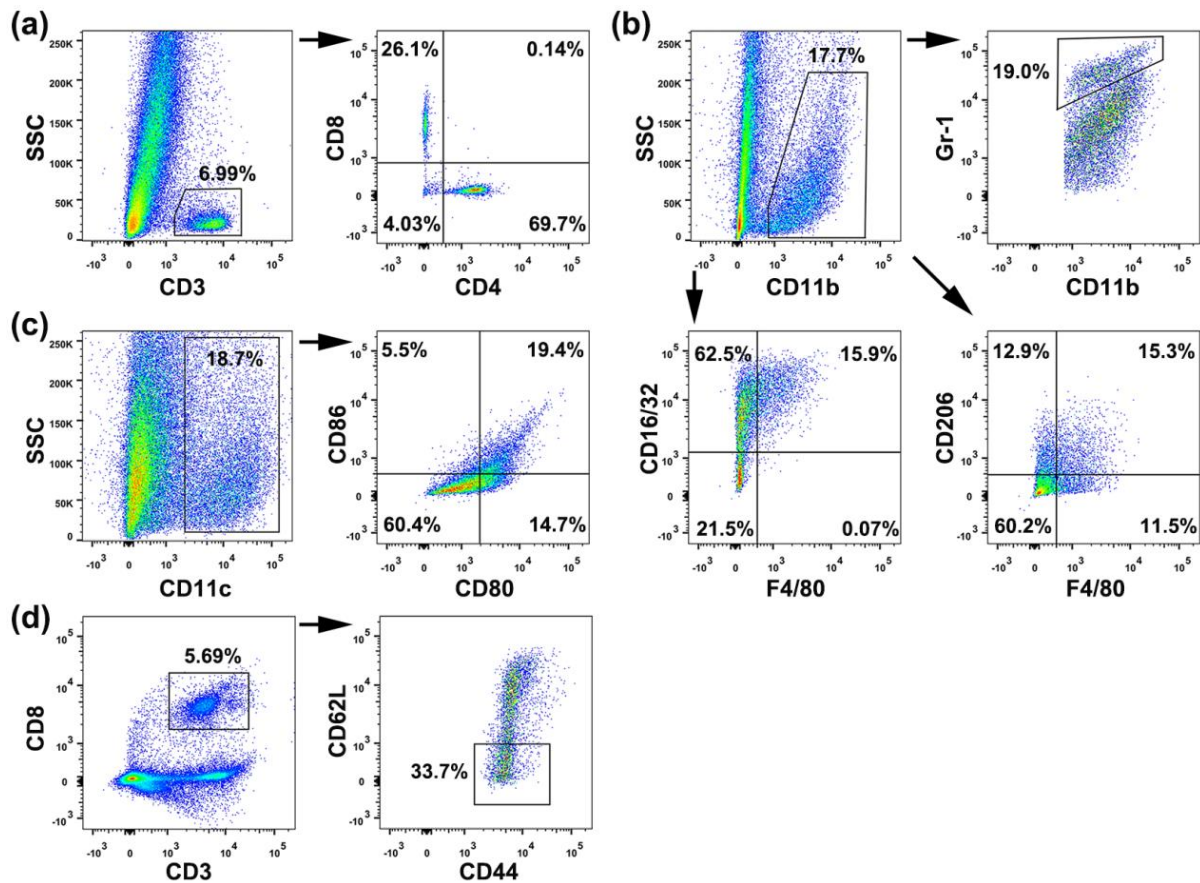 (a)
250K
200K
150K
100K
50K
0
SSC
6.99%
-10³ 0 10³ 10⁴ 10⁵
CD3
26.1% 0.14%
10⁵
10⁴
10³
0
-10³
CD8
4.03% 69.7%
-10³ 0 10³ 10⁴ 10⁵
CD4
(b)
250K
200K
150K
100K
50K
0
SSC
17.7%
-10³ 0 10³ 10⁴ 10⁵
CD11b
10⁵
10⁴
10³
0
-10³
Gr-1
19.0%
-10³ 0 10³ 10⁴ 10⁵
CD11b
(c)
250K
200K
150K
100K
50K
0
SSC
18.7%
-10³ 0 10³ 10⁴ 10⁵
CD11c
5.5% 19.4%
10⁵
10⁴
10³
0
-10³
CD86
60.4% 14.7%
-10³ 0 10³ 10⁴ 10⁵
CD80
62.5% 15.9%
10⁵
10⁴
10³
0
-10³
CD16/32
21.5% 0.07%
-10³ 0 10³ 10⁴ 10⁵
F4/80
12.9% 15.3%
10⁵
10⁴
10³
0
-10³
CD206
60.2% 11.5%
-10³ 0 10³ 10⁴ 10⁵
F4/80
(d)
10⁵
10⁴
10³
0
-10³
CD8
5.69%
-10³ 0 10³ 10⁴ 10⁵
CD3
10⁵
10⁴
10³
0
-10³
CD62L
33.7%
-10³ 0 10³ 10⁴ 10⁵
CD44